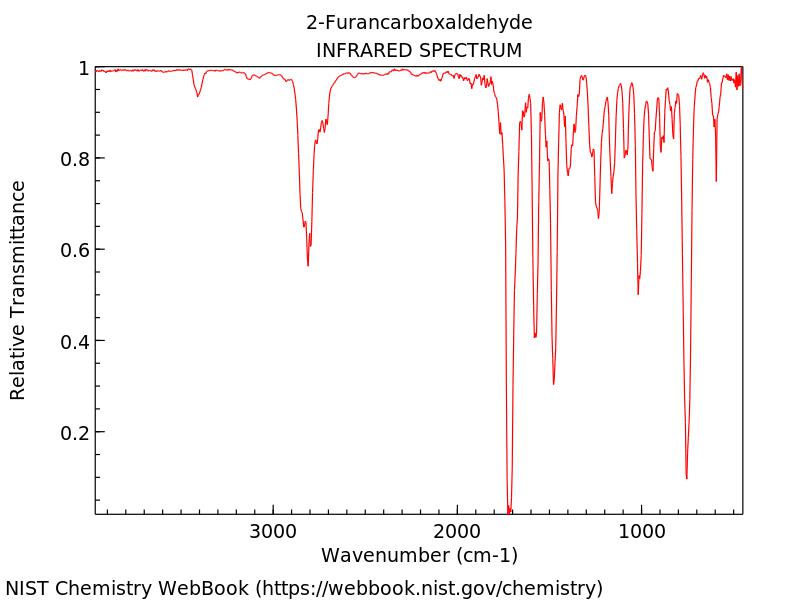 2-Furancarboxaldehyde
INFRARED SPECTRUM
1
0.8
0.6
0.4
0.2
Relative Transmittance
3000 2000 1000
Wavenumber (cm-1)
NIST Chemistry WebBook (https://webbook.nist.gov/chemistry)